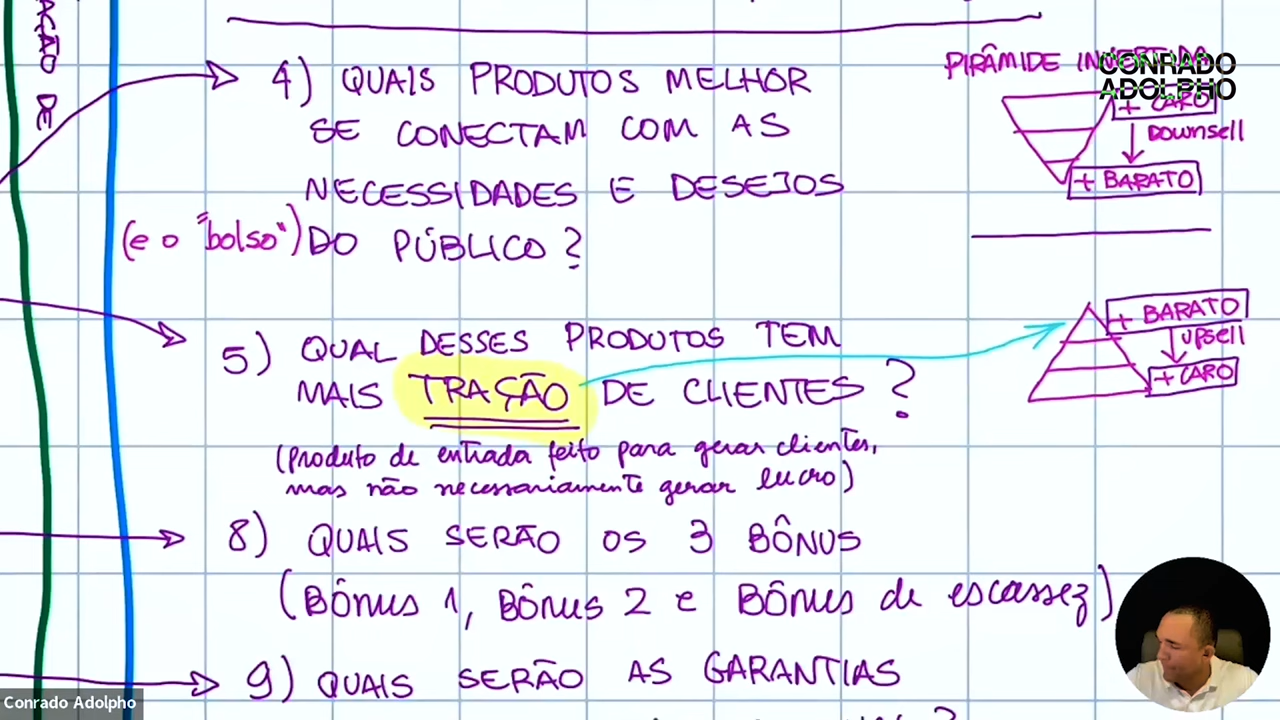 AÇÃO DE
4) QUAIS PRODUTOS MELHOR
SE CONECTAM COM AS
NECESSIDADES E DESEJOS
(e o "bolso") DO PÚBLICO?
PIRÂMIDE INVERTIDA
CONRADO
ADOLPHO
+ CARO
DOWNSELL
+ BARATO
5) QUAL DESSES PRODUTOS TEM
MAIS TRAÇÃO DE CLIENTES?
(produto de entrada feito para gerar clientes,
mas não necessariamente gerar lucro)
+ BARATO
UPSELL
+ CARO
8) QUAIS SERÃO OS 3 BÔNUS
(BÔNUS 1, BÔNUS 2 e BÔNUS de escassez)
9) QUAIS SERÃO AS GARANTIAS
Conrado Adolpho